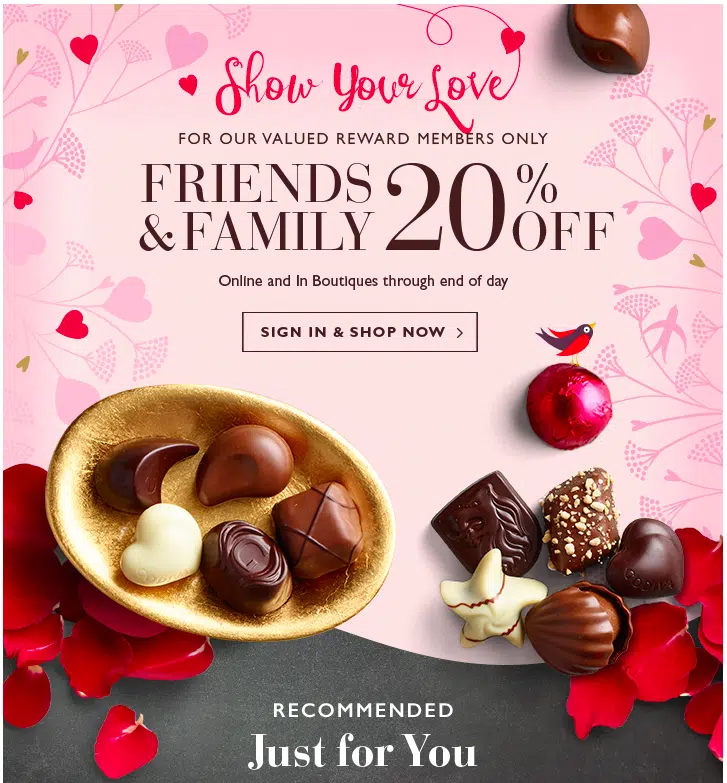 Show Your Love
FOR OUR VALUED REWARD MEMBERS ONLY
FRIENDS
& FAMILY
20% OFF
Online and In Boutiques through end of day
SIGN IN & SHOP NOW >
GODIVA
RECOMMENDED
Just for You